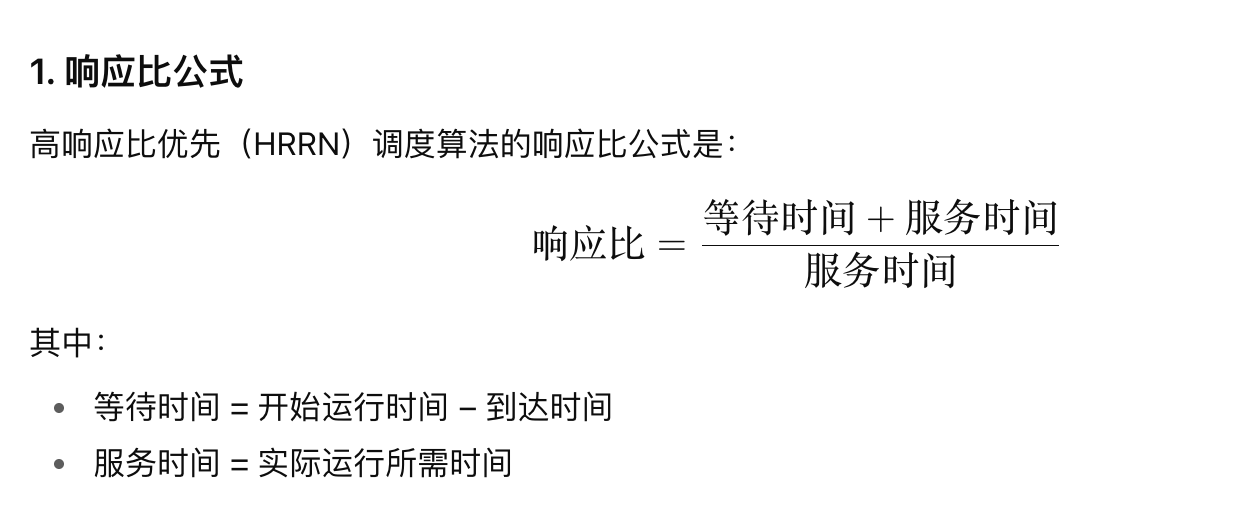 1. 响应比公式
高响应比优先（HRRN）调度算法的响应比公式是：
响应比 = (等待时间 + 服务时间) / 服务时间
其中：
• 等待时间 = 开始运行时间 – 到达时间
• 服务时间 = 实际运行所需时间